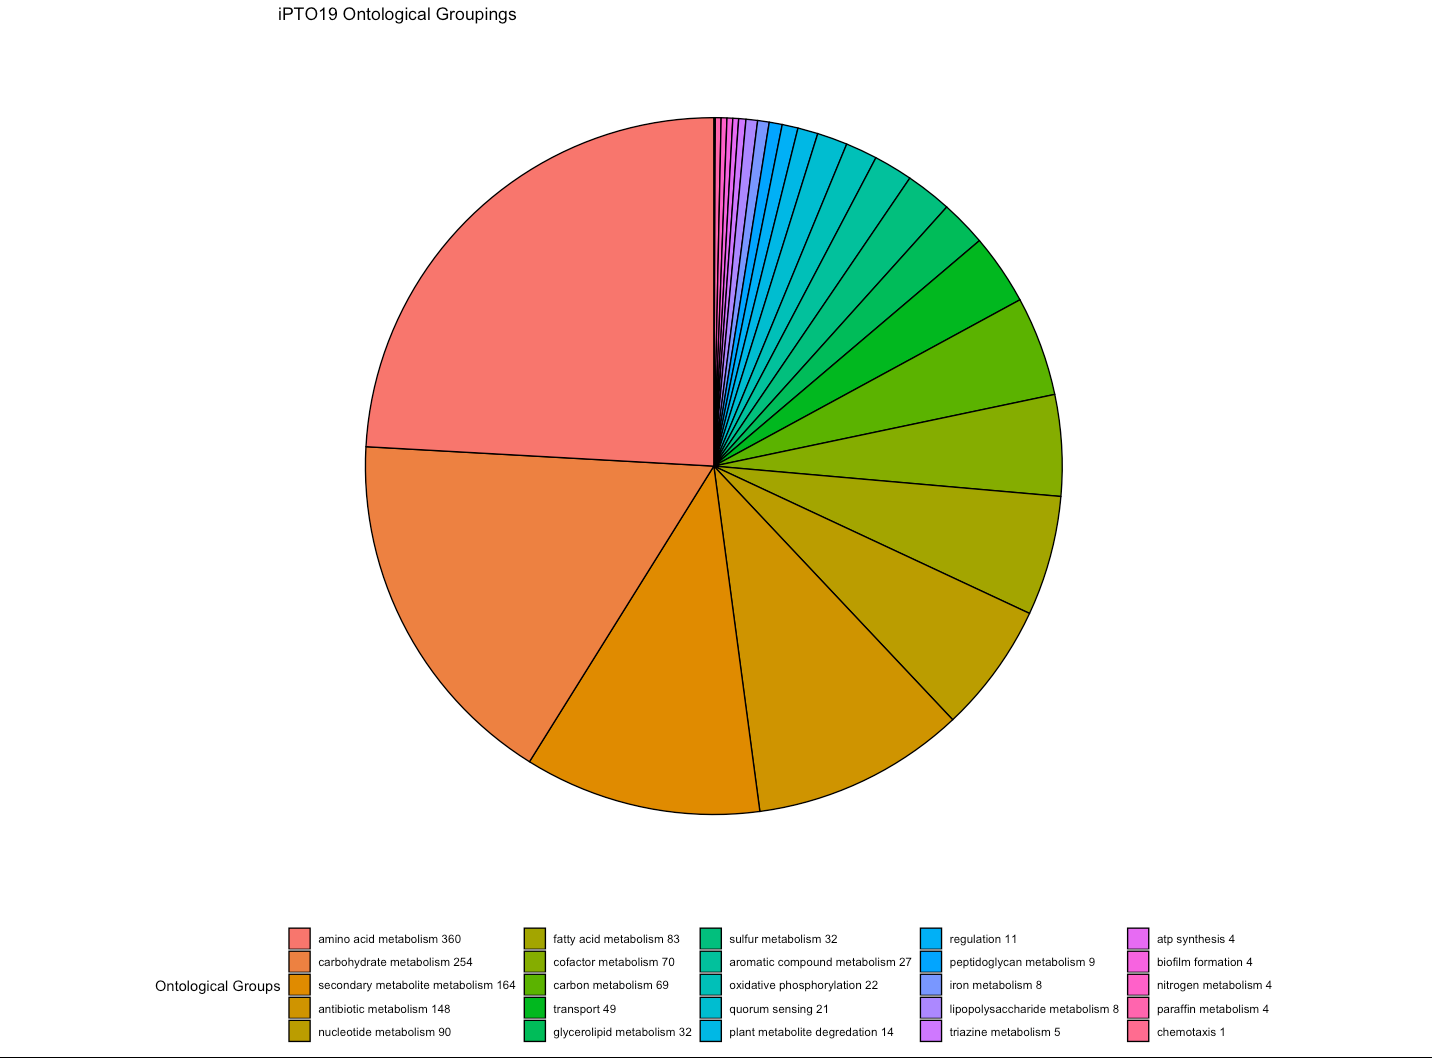 iPTO19 Ontological Groupings
Ontological Groups
amino acid metabolism 360
carbohydrate metabolism 254
secondary metabolite metabolism 164
antibiotic metabolism 148
nucleotide metabolism 90
fatty acid metabolism 83
cofactor metabolism 70
carbon metabolism 69
transport 49
glycerolipid metabolism 32
sulfur metabolism 32
aromatic compound metabolism 27
oxidative phosphorylation 22
quorum sensing 21
plant metabolite degredation 14
regulation 11
peptidoglycan metabolism 9
iron metabolism 8
lipopolysaccharide metabolism 8
triazine metabolism 5
atp synthesis 4
biofilm formation 4
nitrogen metabolism 4
paraffin metabolism 4
chemotaxis 1